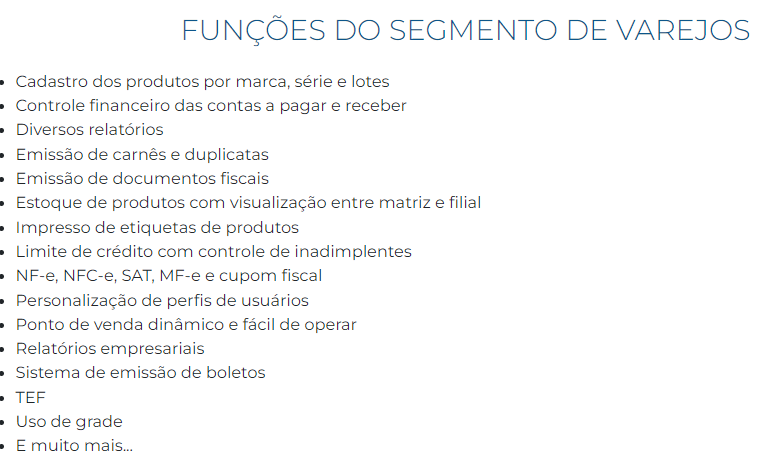 FUNÇÕES DO SEGMENTO DE VAREJOS
Cadastro dos produtos por marca, série e lotes
Controle financeiro das contas a pagar e receber
Diversos relatórios
Emissão de carnês e duplicatas
Emissão de documentos fiscais
Estoque de produtos com visualização entre matriz e filial
Impresso de etiquetas de produtos
Limite de crédito com controle de inadimplentes
NF-e, NFC-e, SAT, MF-e e cupom fiscal
Personalização de perfis de usuários
Ponto de venda dinâmico e fácil de operar
Relatórios empresariais
Sistema de emissão de boletos
TEF
Uso de grade
E muito mais...